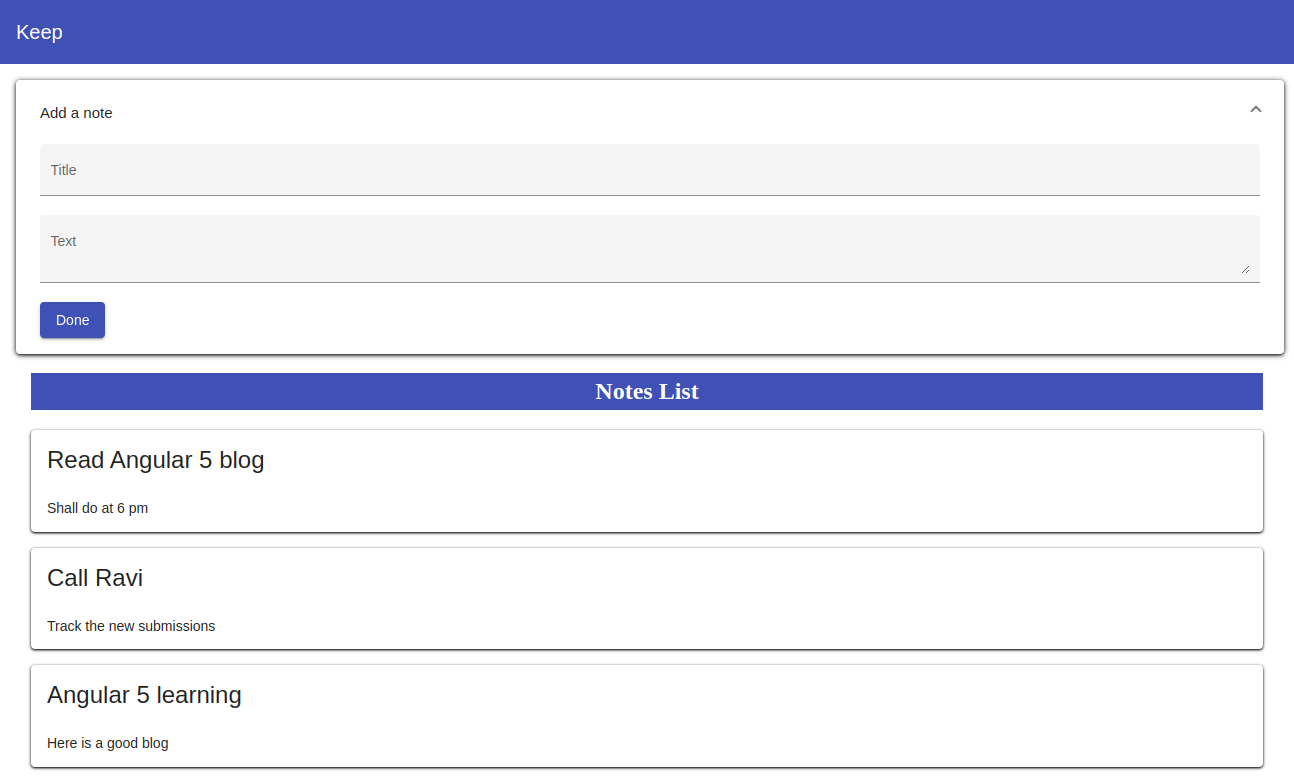 Keep
Add a note
Title
Text
Done
Notes List
Read Angular 5 blog
Shall do at 6 pm
Call Ravi
Track the new submissions
Angular 5 learning
Here is a good blog